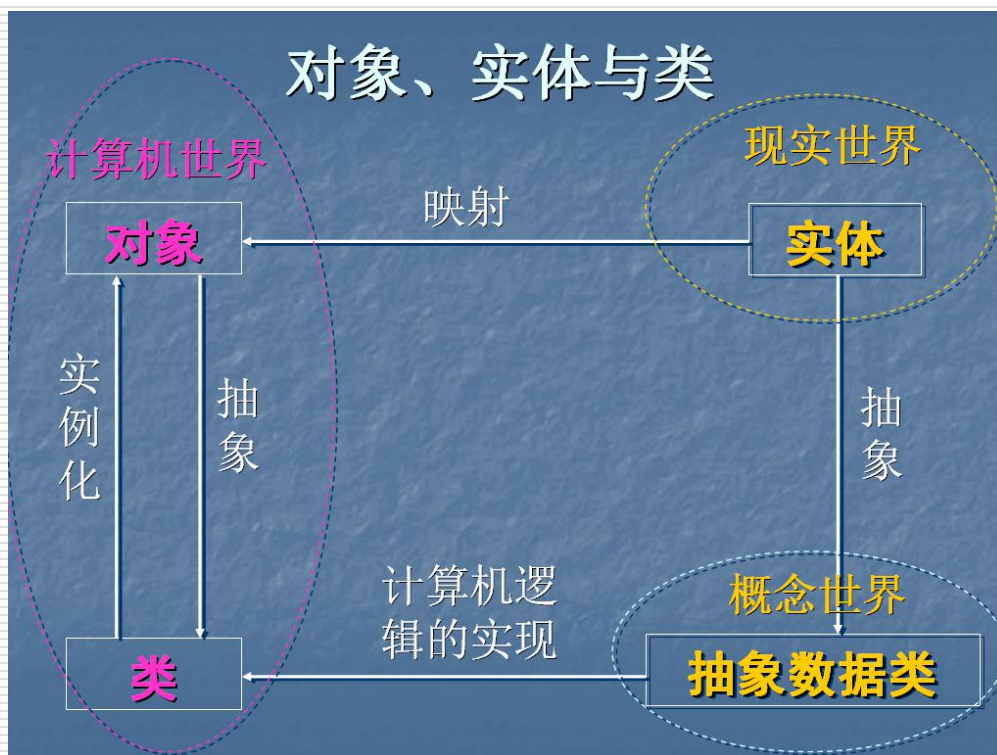 对象、实体与类
计算机世界
现实世界
映射
对象
实体
实
例
化
抽
象
抽
象
计算机逻
辑的实现
概念世界
类
抽象数据类